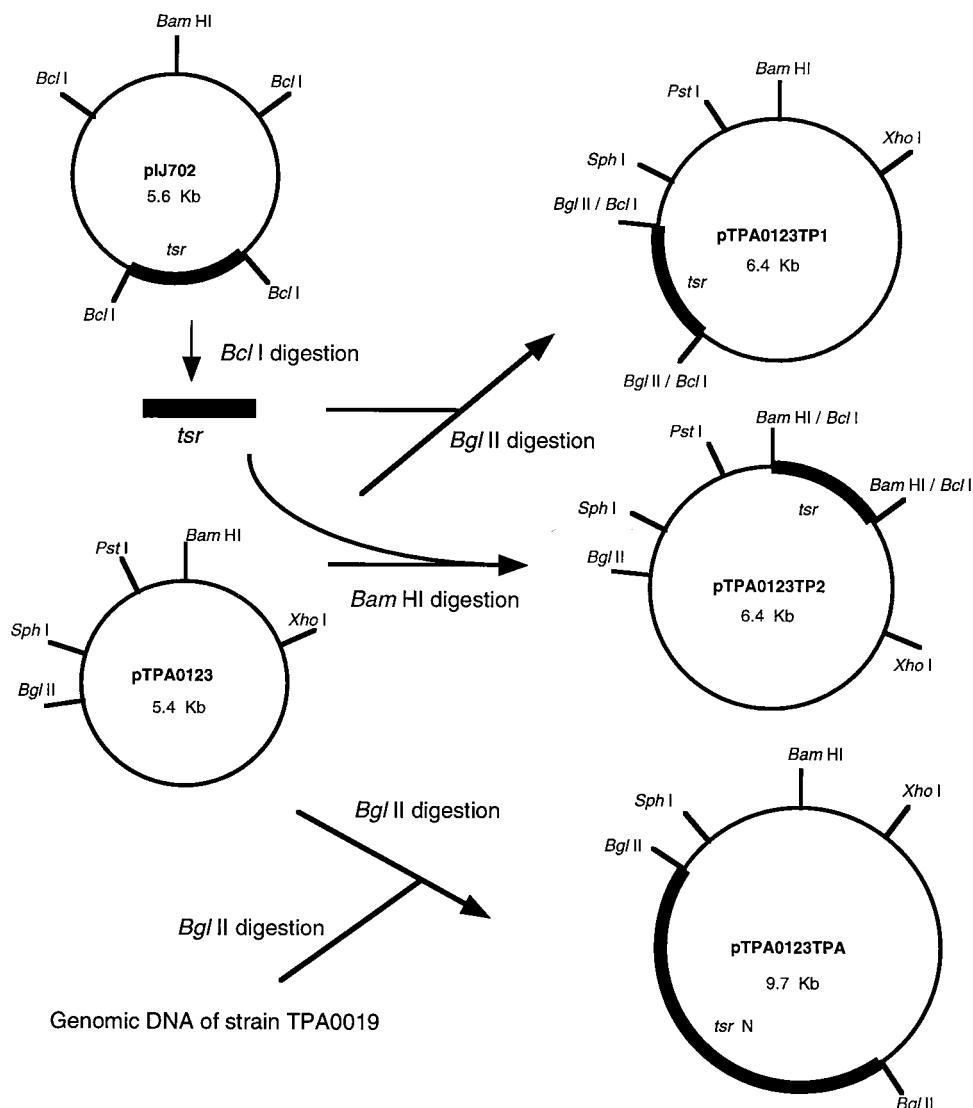 Bam HI
Bcl I
Bcl I
pIJ702
5.6 Kb
tsr
Bcl I
Bcl I
Bcl I digestion
tsr
Bgl II digestion
Bam HI
Pst I
Xho I
Sph I
Bgl II / Bcl I
pTPA0123TP1
6.4 Kb
tsr
Bgl II / Bcl I
Bam HI / Bcl I
Pst I
Bam HI / Bcl I
tsr
Sph I
Bgl II
pTPA0123TP2
6.4 Kb
Xho I
Bam HI digestion
Bam HI
Pst I
Xho I
Sph I
pTPA0123
Bgl II
5.4 Kb
Bgl II digestion
Bgl II digestion
Genomic DNA of strain TPA0019
Bam HI
Sph I
Xho I
Bgl II
pTPA0123TPA
9.7 Kb
tsr N
Bgl II